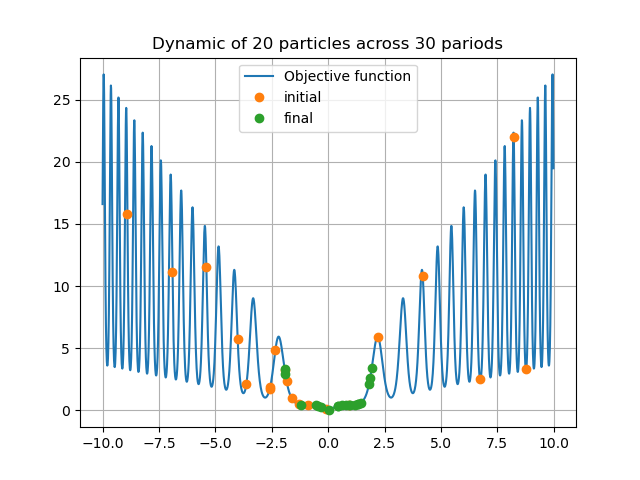 Dynamic of 20 particles across 30 pariods
Objective function
initial
final
25
20
15
10
5
0
−10.0 −7.5 −5.0 −2.5 0.0 2.5 5.0 7.5 10.0